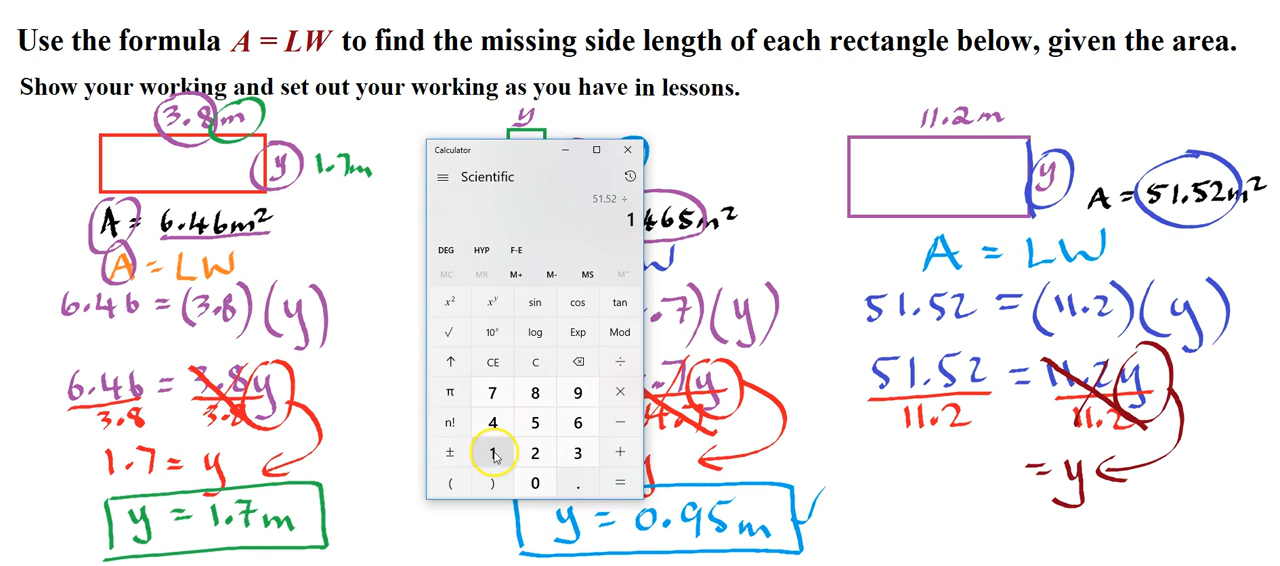 Use the formula A = LW to find the missing side length of each rectangle below, given the area.
Show your working and set out your working as you have in lessons.
3.8m
y 1.7m
A = 6.46m²
A = LW
6.46 = (3.8)(y)
6.46 = 3.8y
3.8 3.8
1.7 = y
y = 1.7m
y
465m²
W
.7)(y)
y
y = 0.95m
Calculator
Scientific
51.52 ÷
1
DEG HYP F-E
MC MR M+ M- MS M˅
x² xʸ sin cos tan
√ 10ˣ log Exp Mod
↑ CE C ⌫ ÷
π 7 8 9 ×
n! 4 5 6 −
± 1 2 3 +
( ) 0 . =
11.2m
y A = 51.52m²
A = LW
51.52 = (11.2)(y)
51.52 = 11.2y
11.2 11.2
= y